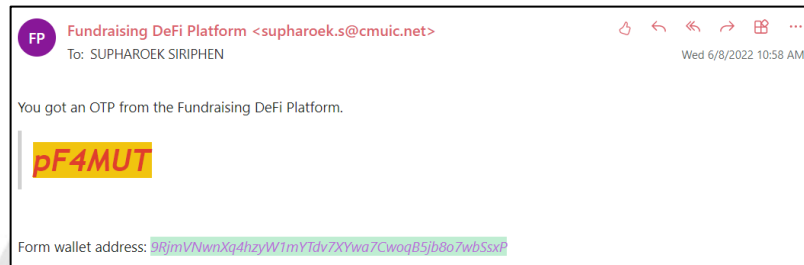 FP
Fundraising DeFi Platform <supharoek.s@cmuic.net>
To: SUPHAROEK SIRIPHEN
Wed 6/8/2022 10:58 AM
You got an OTP from the Fundraising DeFi Platform.
pF4MUT
Form wallet address: 9RjmVNwnXq4hzyW1mYTdv7XYwa7CwoqB5jb8o7wbSsxP